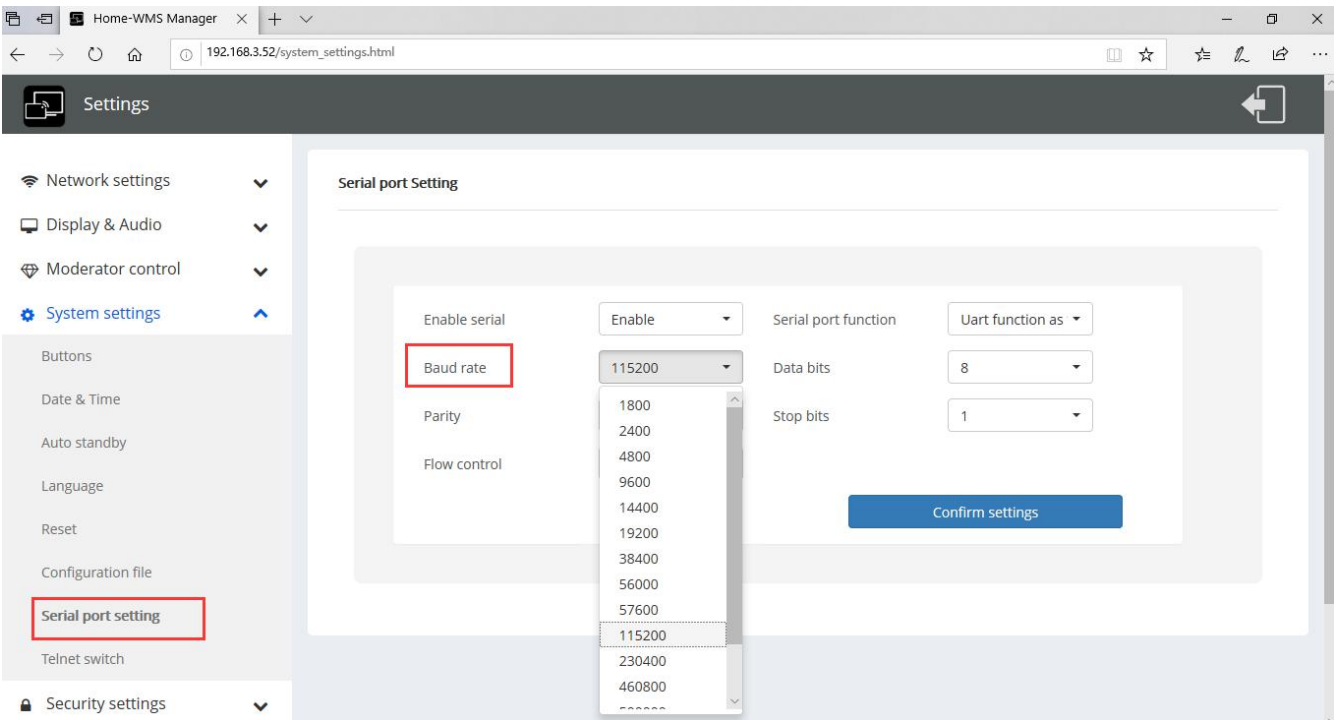 Home-WMS Manager
192.168.3.52/system_settings.html
Settings
Network settings
Display & Audio
Moderator control
System settings
Buttons
Date & Time
Auto standby
Language
Reset
Configuration file
Serial port setting
Telnet switch
Security settings
Serial port Setting
Enable serial Enable Serial port function Uart function as
Baud rate 115200 Data bits 8
Parity Stop bits 1
Flow control
1800
2400
4800
9600
14400
19200
38400
56000
57600
115200
230400
460800
Confirm settings